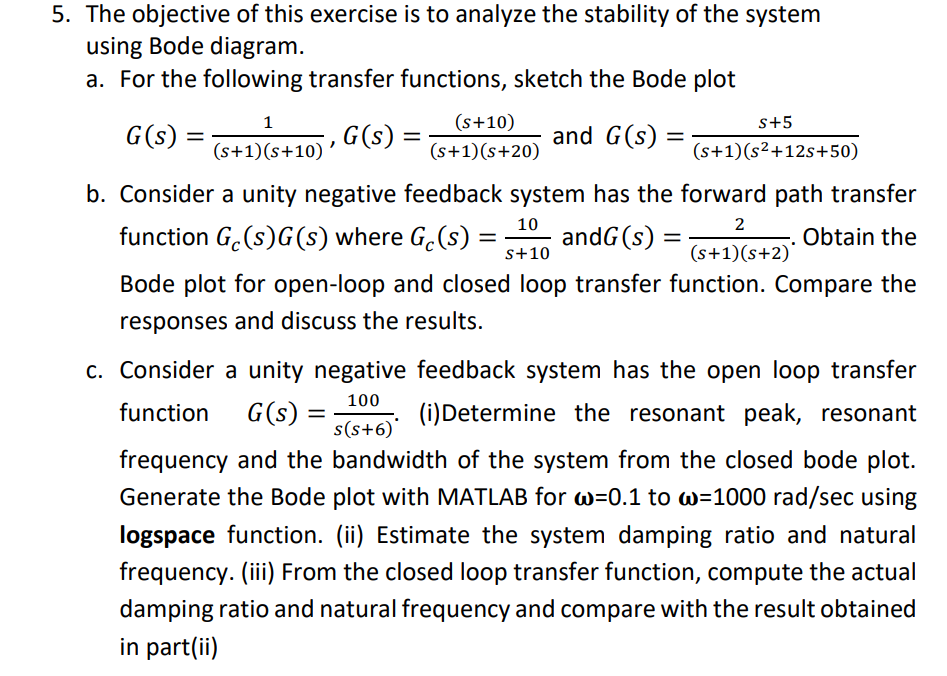 5. The objective of this exercise is to analyze the stability of the system
using Bode diagram.
a. For the following transfer functions, sketch the Bode plot
G(s) = 1/((s+1)(s+10)) , G(s) = (s+10)/((s+1)(s+20)) and G(s) = (s+5)/((s+1)(s²+12s+50))
b. Consider a unity negative feedback system has the forward path transfer
function G_c(s)G(s) where G_c(s) = 10/(s+10) andG(s) = 2/((s+1)(s+2)). Obtain the
Bode plot for open-loop and closed loop transfer function. Compare the
responses and discuss the results.
c. Consider a unity negative feedback system has the open loop transfer
function G(s) = 100/(s(s+6)). (i)Determine the resonant peak, resonant
frequency and the bandwidth of the system from the closed bode plot.
Generate the Bode plot with MATLAB for ω=0.1 to ω=1000 rad/sec using
logspace function. (ii) Estimate the system damping ratio and natural
frequency. (iii) From the closed loop transfer function, compute the actual
damping ratio and natural frequency and compare with the result obtained
in part(ii)